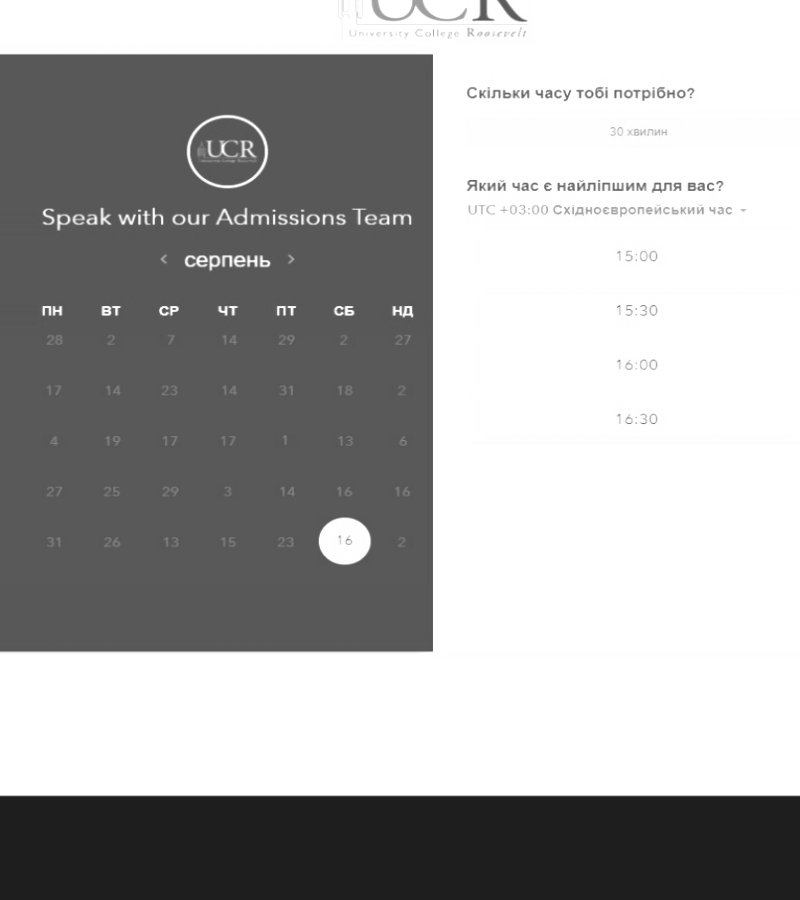 UCR
University College Roosevelt
UCR
Speak with our Admissions Team
< серпень >
ПН ВТ СР ЧТ ПТ СБ НД
28 2 7 14 29 2 27
17 14 23 14 31 18 2
4 19 17 17 1 13 6
27 25 29 3 14 16 16
31 26 13 15 23 16 2
Скільки часу тобі потрібно?
30 хвилин
Який час є найліпшим для вас?
UTC +03:00 Східноєвропейський час
15:00
15:30
16:00
16:30